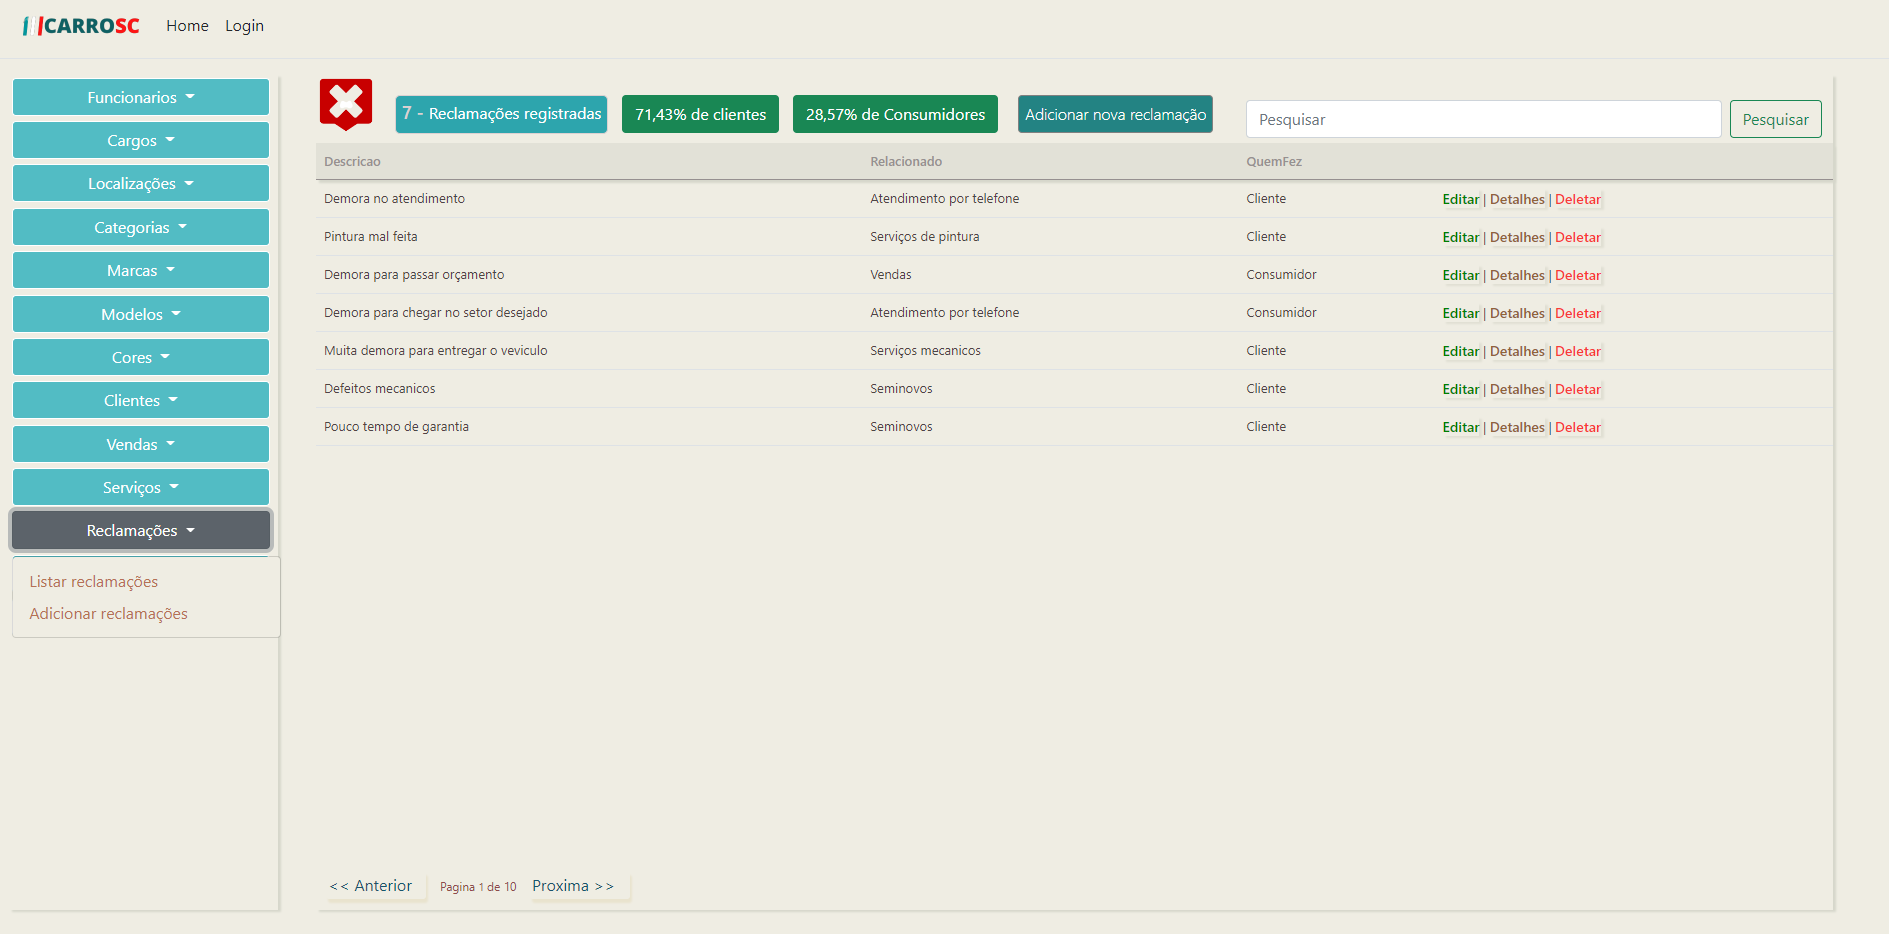 CARROSC Home Login
Funcionarios
Cargos
Localizações
Categorias
Marcas
Modelos
Cores
Clientes
Vendas
Serviços
Reclamações
Listar reclamações
Adicionar reclamações
7 - Reclamações registradas 71,43% de clientes 28,57% de Consumidores Adicionar nova reclamação Pesquisar Pesquisar
Descricao Relacionado QuemFez
Demora no atendimento Atendimento por telefone Cliente Editar | Detalhes | Deletar
Pintura mal feita Serviços de pintura Cliente Editar | Detalhes | Deletar
Demora para passar orçamento Vendas Consumidor Editar | Detalhes | Deletar
Demora para chegar no setor desejado Atendimento por telefone Consumidor Editar | Detalhes | Deletar
Muita demora para entregar o veviculo Serviços mecanicos Cliente Editar | Detalhes | Deletar
Defeitos mecanicos Seminovos Cliente Editar | Detalhes | Deletar
Pouco tempo de garantia Seminovos Cliente Editar | Detalhes | Deletar
<< Anterior Pagina 1 de 10 Proxima >>